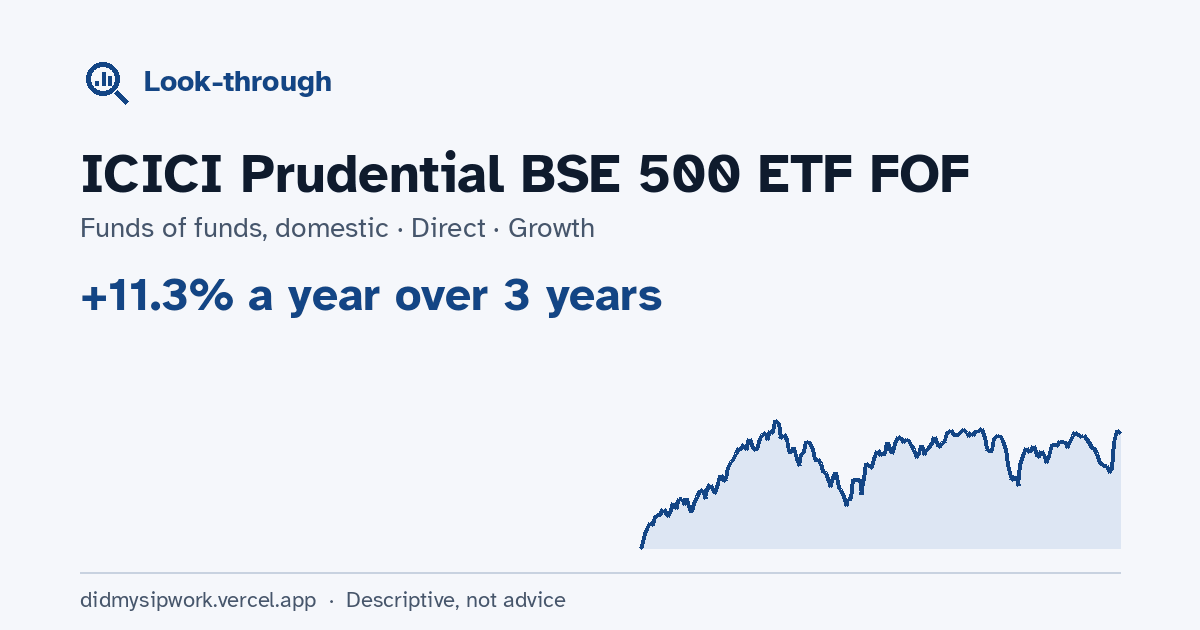 Look-through
ICICI Prudential BSE 500 ETF FOF
Funds of funds, domestic · Direct · Growth
+11.3% a year over 3 years
didmysipwork.vercel.app · Descriptive, not advice